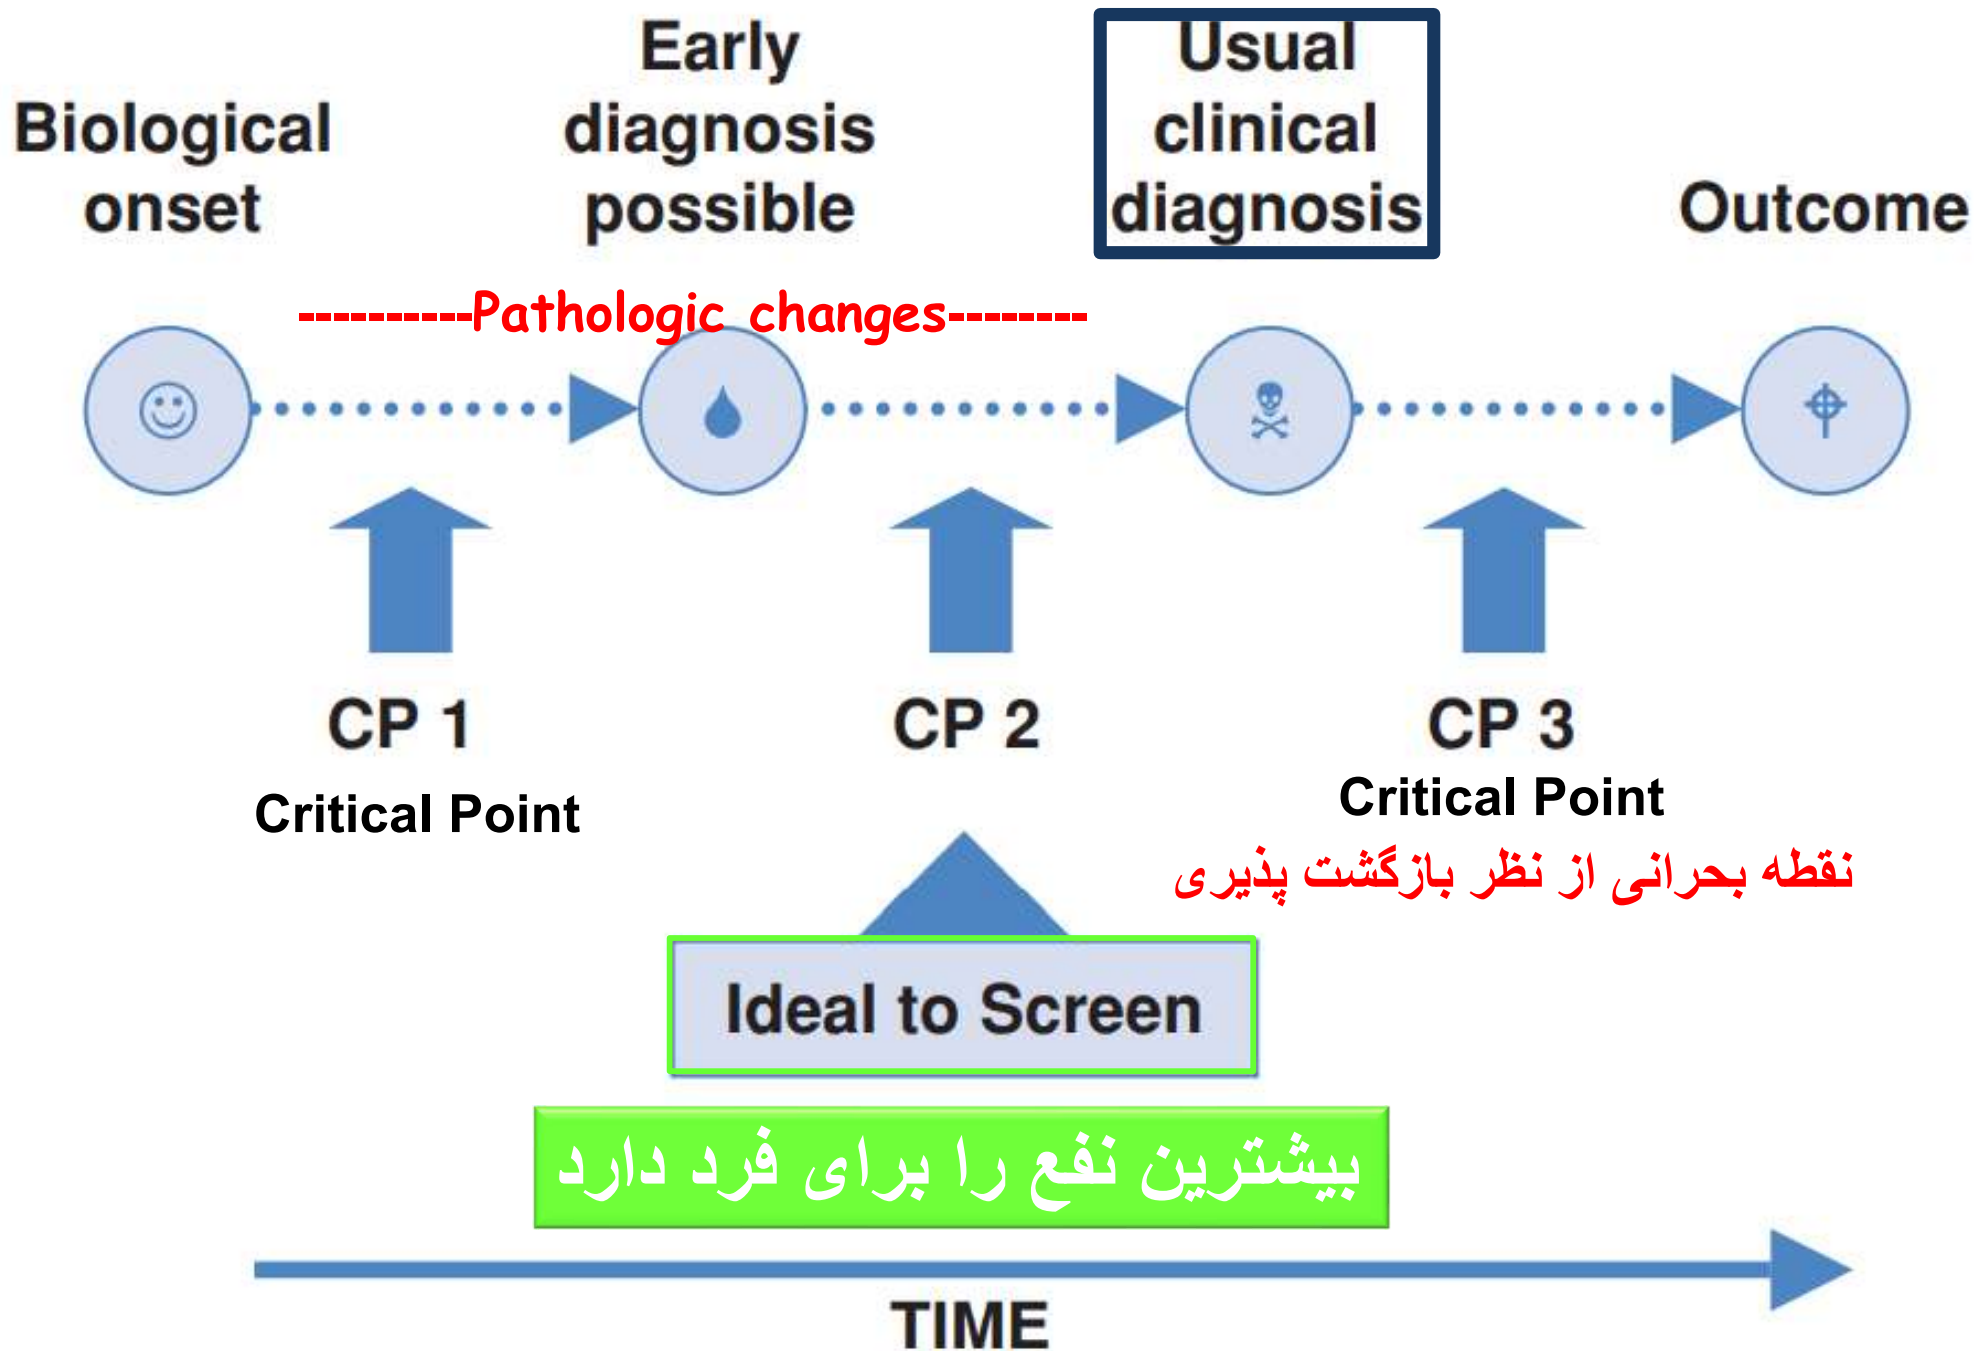 Biological
onset
Early
diagnosis
possible
Usual
clinical
diagnosis
Outcome
----------Pathologic changes--------
CP 1
Critical Point
CP 2
CP 3
Critical Point
نقطه بحرانی از نظر بازگشت پذیری
Ideal to Screen
بیشترین نفع را برای فرد دارد
TIME